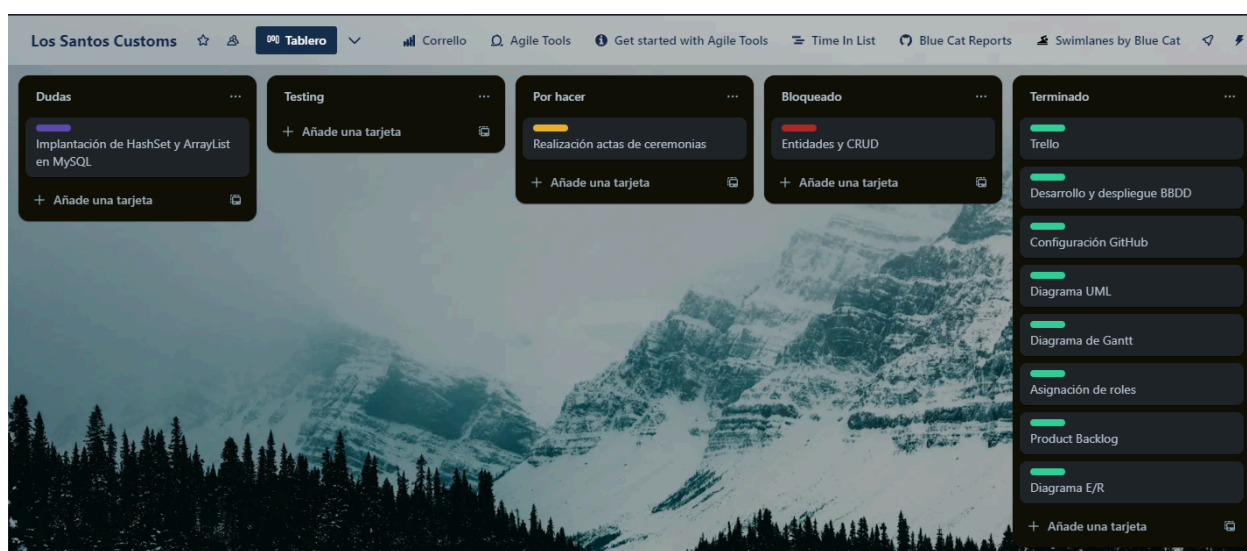 Los Santos Customs
Tablero
Corrello
Agile Tools
Get started with Agile Tools
Time In List
Blue Cat Reports
Swimlanes by Blue Cat
Dudas
Implantación de HashSet y ArrayList
en MySQL
+ Añade una tarjeta
Testing
+ Añade una tarjeta
Por hacer
Realización actas de ceremonias
+ Añade una tarjeta
Bloqueado
Entidades y CRUD
+ Añade una tarjeta
Terminado
Trello
Desarrollo y despliegue BBDD
Configuración GitHub
Diagrama UML
Diagrama de Gantt
Asignación de roles
Product Backlog
Diagrama E/R
+ Añade una tarjeta